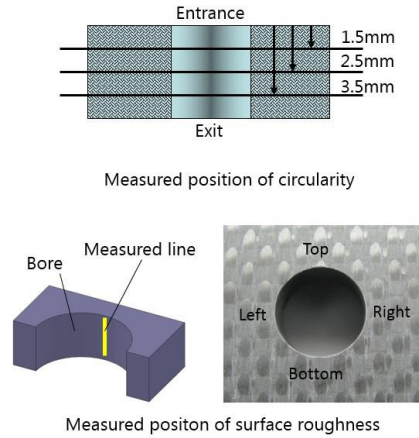 Entrance
1.5mm
2.5mm
3.5mm
Exit
Measured position of circularity
Measured line
Bore
Top
Left
Right
Bottom
Measured positon of surface roughness